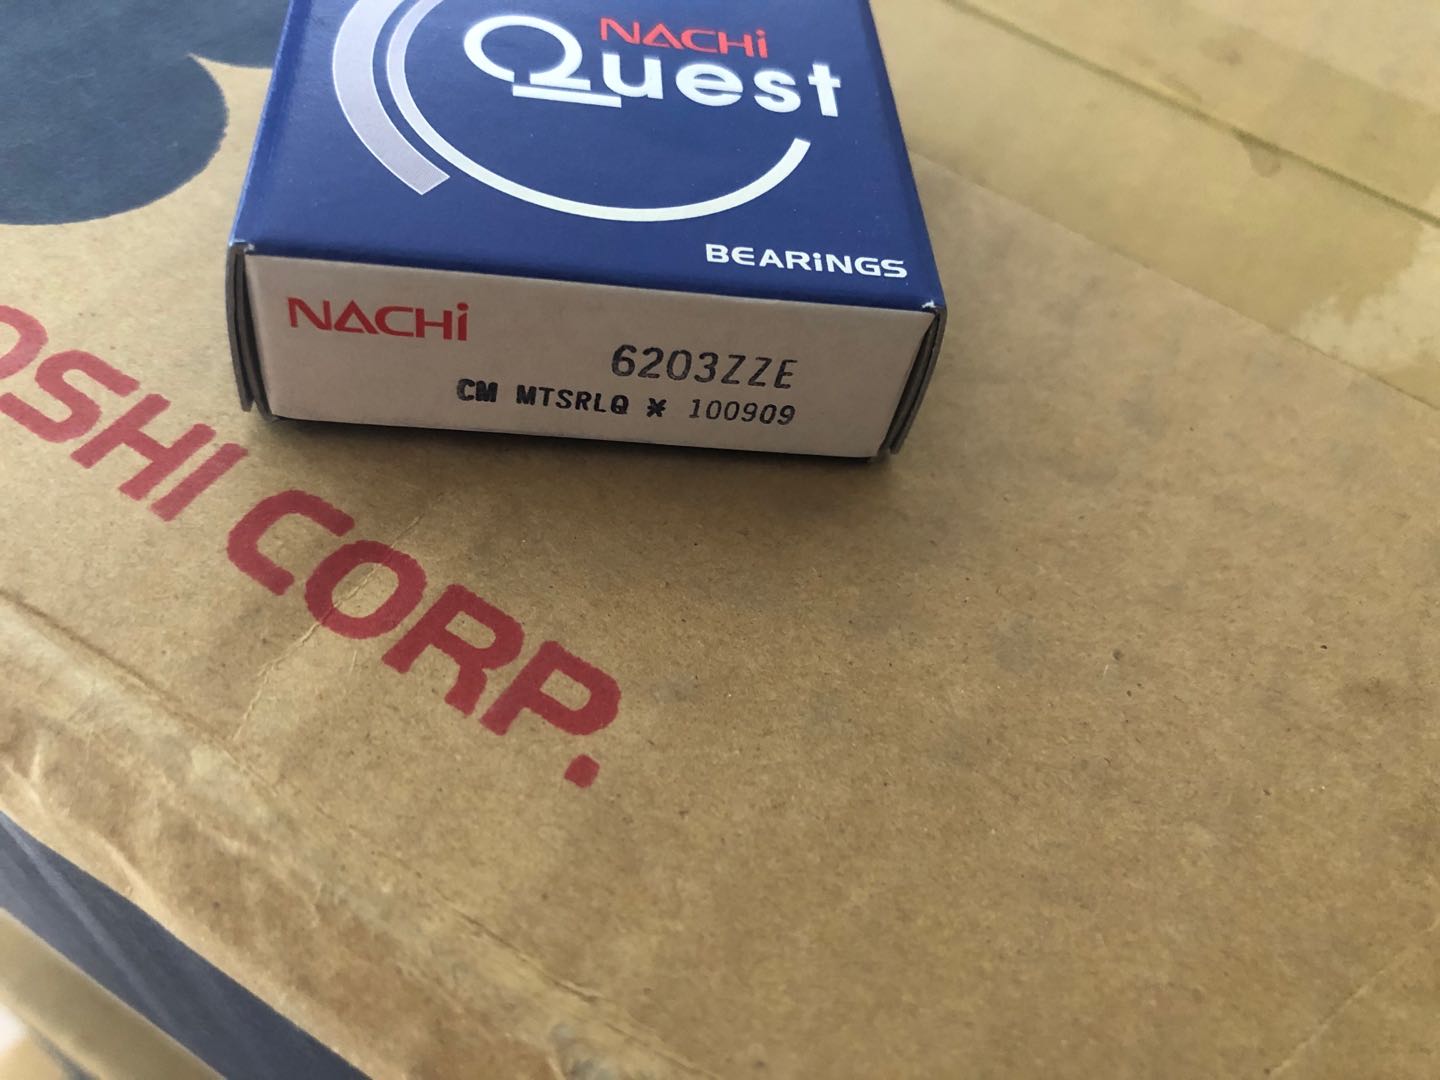 NACHi
Quest
BEARiNGS
NACHi
6203ZZE
CM MTSRLQ * 100909
OSHI CORP.